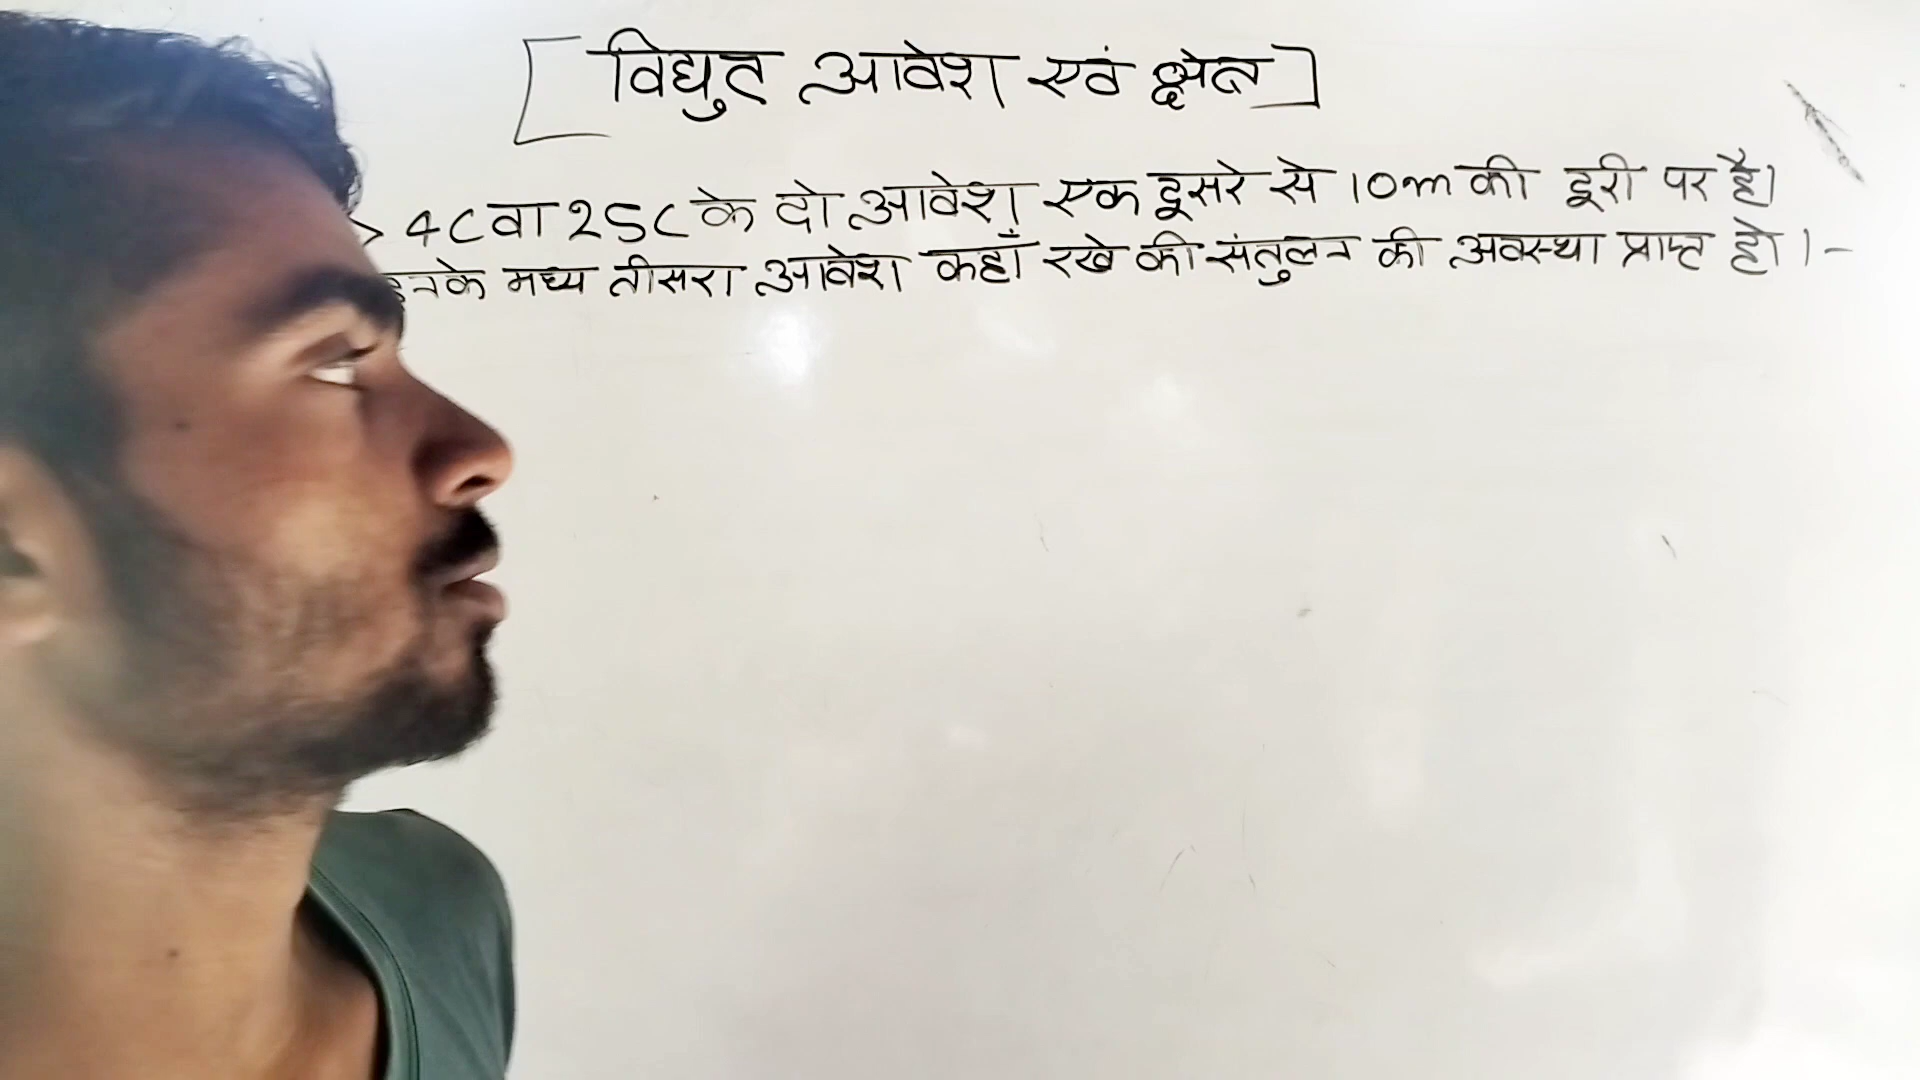 [विद्युत आवेश एवं क्षेत्र]
> 4C वा 25C के दो आवेश एक दूसरे से 10m की दूरी पर है।
इनके मध्य तीसरा आवेश कहाँ रखे की संतुलन की अवस्था प्राप्त हो।-